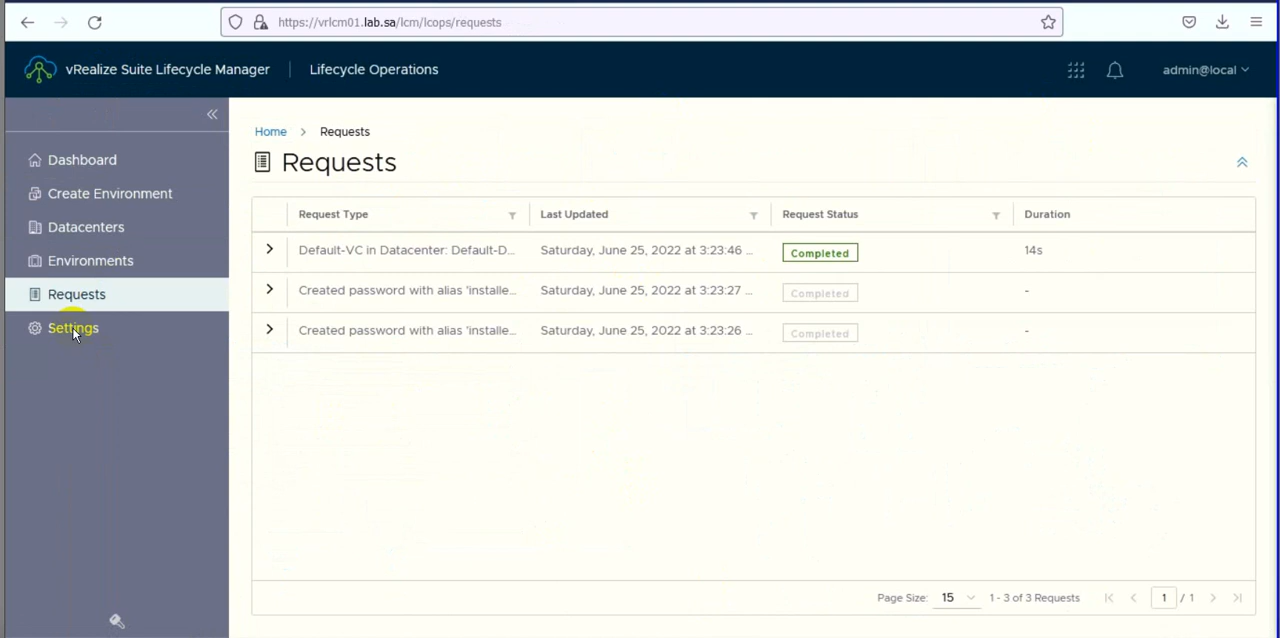 https://vrlcm01.lab.sa/lcm/lcops/requests
vRealize Suite Lifecycle Manager | Lifecycle Operations
admin@local
Dashboard
Create Environment
Datacenters
Environments
Requests
Settings
Home > Requests
Requests
Request Type Last Updated Request Status Duration
Default-VC in Datacenter: Default-D... Saturday, June 25, 2022 at 3:23:46 ... Completed 14s
Created password with alias 'installe... Saturday, June 25, 2022 at 3:23:27 ... Completed -
Created password with alias 'installe... Saturday, June 25, 2022 at 3:23:26 ... Completed -
Page Size: 15 1 - 3 of 3 Requests 1 / 1